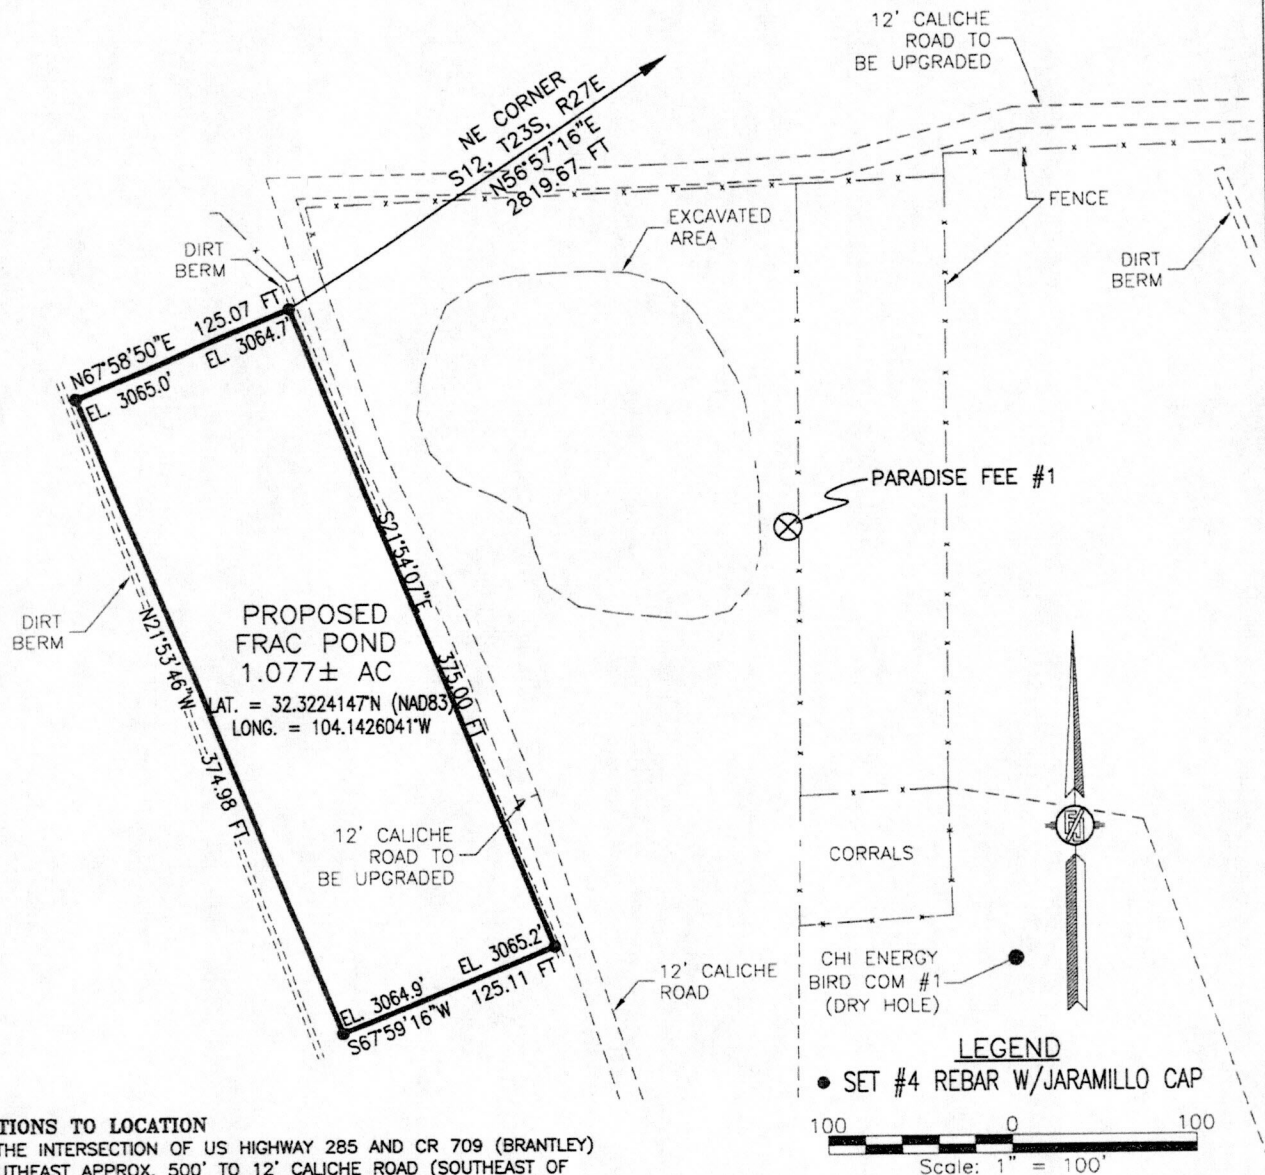 12' CALICHE
ROAD TO
BE UPGRADED
NE CORNER
S12, T23S, R27E
N56°57'16"E
2819.67 FT
FENCE
EXCAVATED
AREA
DIRT
BERM
DIRT
BERM
N67°58'50"E 125.07 FT
EL. 3064.7'
EL. 3065.0'
PARADISE FEE #1
S21°54'07"E
375.00 FT
DIRT
BERM
N21°53'46"W
374.98 FT
PROPOSED
FRAC POND
1.077± AC
LAT. = 32.3224147°N (NAD83)
LONG. = 104.1426041°W
12' CALICHE
ROAD TO
BE UPGRADED
CORRALS
EL. 3065.2'
EL. 3064.9'
S67°59'16"W 125.11 FT
12' CALICHE
ROAD
CHI ENERGY
BIRD COM #1
(DRY HOLE)
LEGEND
SET #4 REBAR W/JARAMILLO CAP
100 0 100
Scale: 1" = 100'
TIONS TO LOCATION
THE INTERSECTION OF US HIGHWAY 285 AND CR 709 (BRANTLEY)
UTHEAST APPROX. 500' TO 12' CALICHE ROAD (SOUTHEAST OF